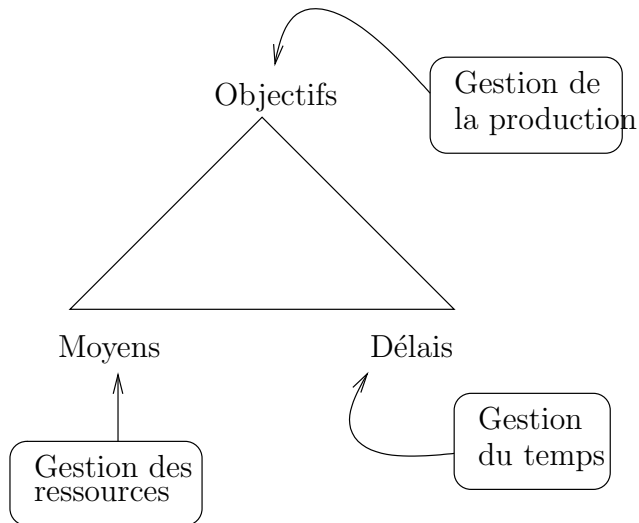 Gestion de
la production
Objectifs
Moyens
Délais
Gestion
du temps
Gestion des
ressources